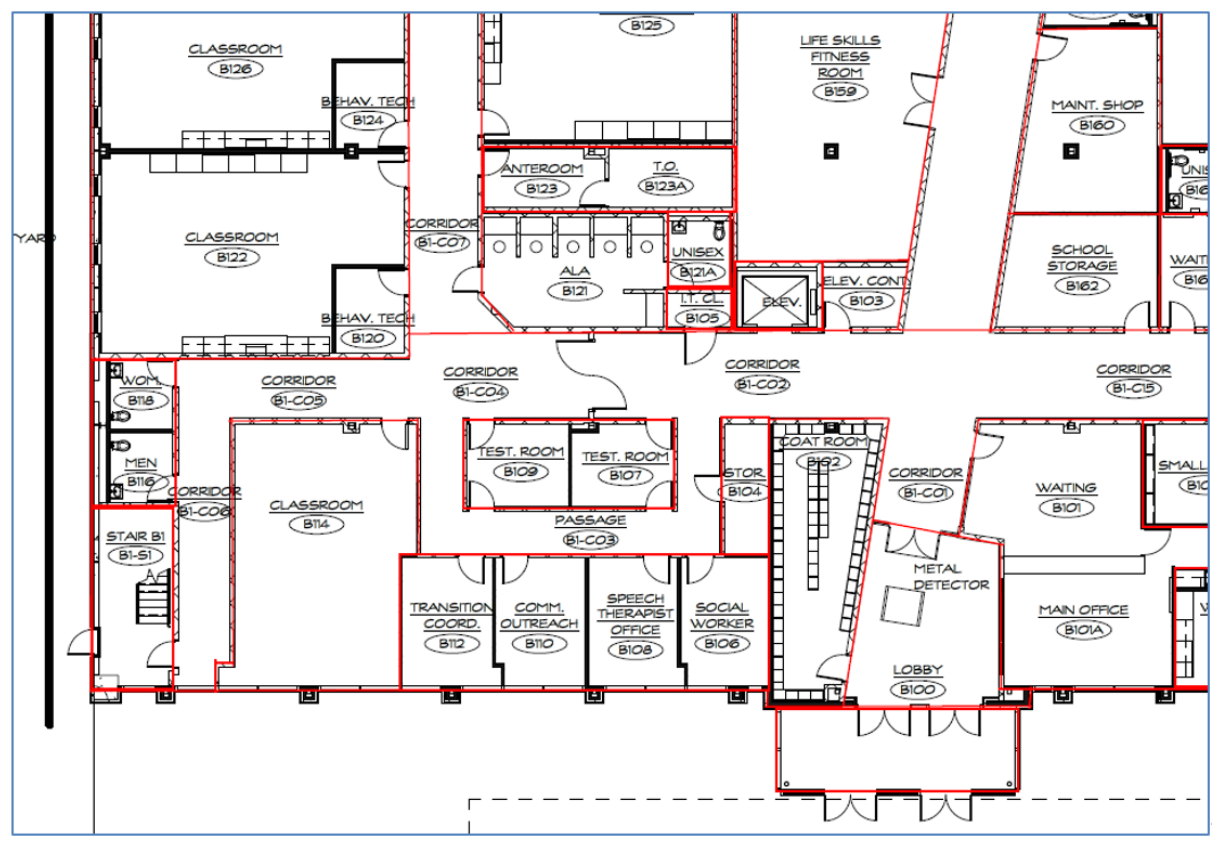 CLASSROOM
B126
BEHAV. TECH
B124
B125
LIFE SKILLS
FITNESS
ROOM
B159
MAINT. SHOP
B160
ANTEROOM
B123
T.O.
B123A
YARD
CLASSROOM
B122
CORRIDOR
B1-C07
ALA
B121
UNISEX
B121A
I.T. CL.
B105
ELEV.
ELEV. CONT.
B103
SCHOOL
STORAGE
B162
BEHAV. TECH
B120
WOM.
B118
CORRIDOR
B1-C05
CORRIDOR
B1-C04
CORRIDOR
B1-C02
CORRIDOR
B1-C15
MEN
B116
CORRIDOR
B1-C06
CLASSROOM
B114
TEST. ROOM
B109
TEST. ROOM
B107
STOR.
B104
COAT ROOM
B102
CORRIDOR
B1-C01
WAITING
B101
SMALL
STAIR B1
B1-S1
PASSAGE
B1-C03
METAL
DETECTOR
TRANSITION
COORD.
B112
COMM.
OUTREACH
B110
SPEECH
THERAPIST
OFFICE
B108
SOCIAL
WORKER
B106
MAIN OFFICE
B101A
LOBBY
B100